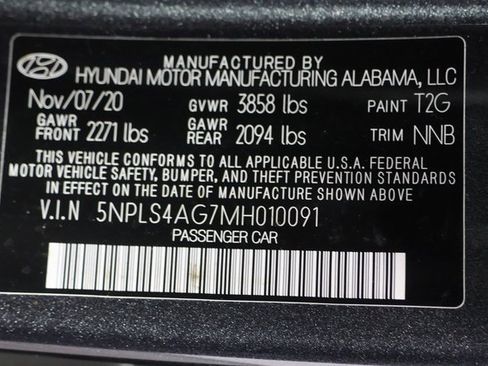 MANUFACTURED BY
HYUNDAI MOTOR MANUFACTURING ALABAMA, LLC
Nov/07/20 GVWR 3858 lbs PAINT T2G
GAWR FRONT 2271 lbs GAWR REAR 2094 lbs TRIM NNB
THIS VEHICLE CONFORMS TO ALL APPLICABLE U.S.A. FEDERAL
MOTOR VEHICLE SAFETY, BUMPER, AND THEFT PREVENTION STANDARDS
IN EFFECT ON THE DATE OF MANUFACTURE SHOWN ABOVE.
V.I.N 5NPLS4AG7MH010091
PASSENGER CAR